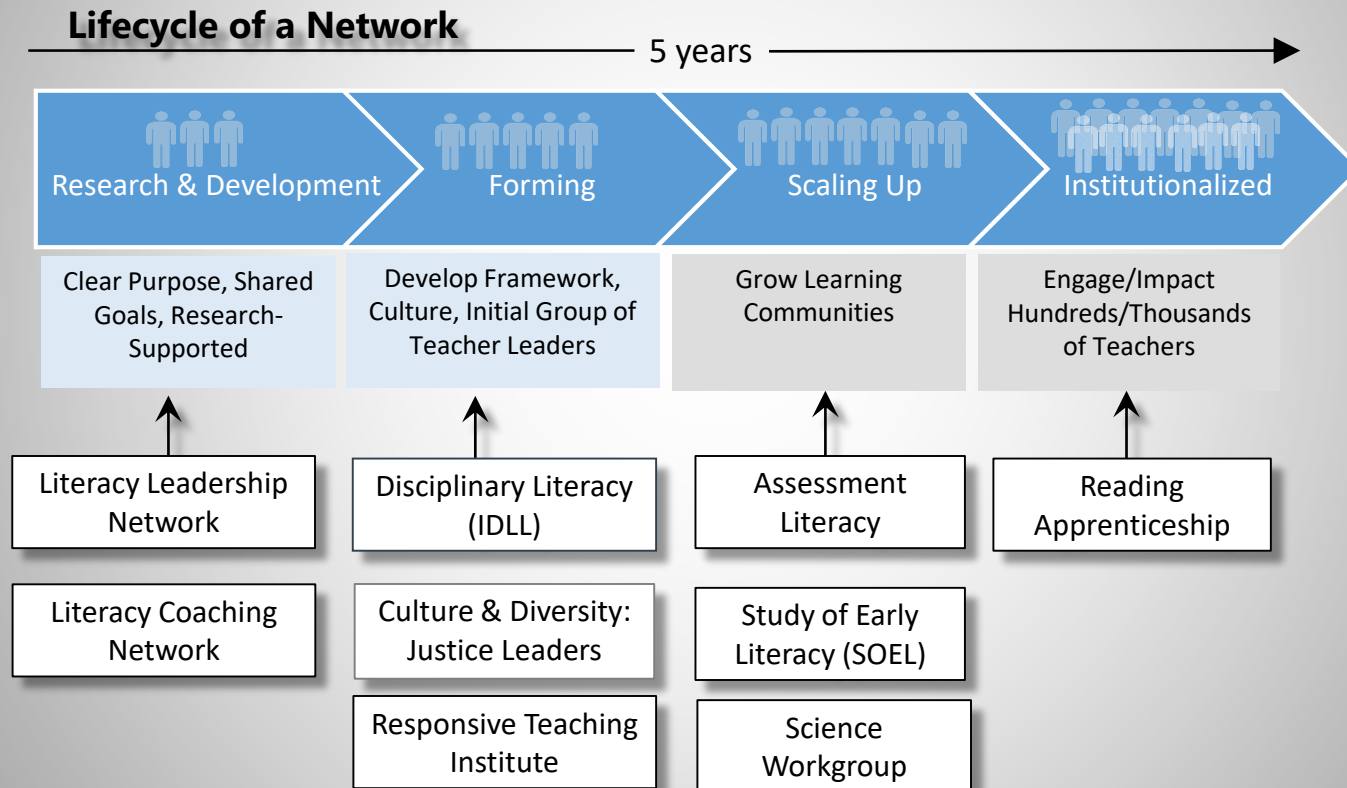 Lifecycle of a Network
5 years
Research & Development
Forming
Scaling Up
Institutionalized
Clear Purpose, Shared
Goals, Research-
Supported
Develop Framework,
Culture, Initial Group of
Teacher Leaders
Grow Learning
Communities
Engage/Impact
Hundreds/Thousands
of Teachers
Literacy Leadership
Network
Disciplinary Literacy
(IDLL)
Assessment
Literacy
Reading
Apprenticeship
Literacy Coaching
Network
Culture & Diversity:
Justice Leaders
Study of Early
Literacy (SOEL)
Responsive Teaching
Institute
Science
Workgroup